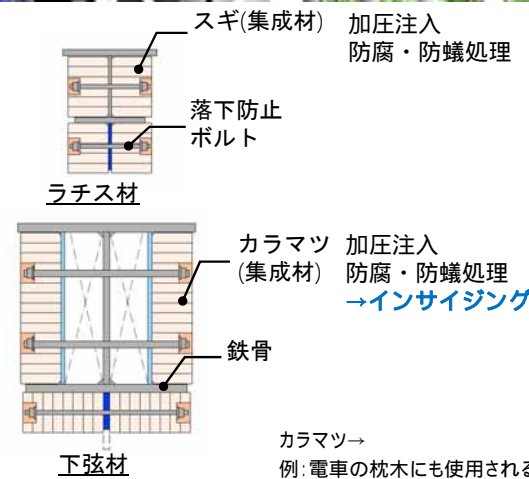 スギ(集成材) 加圧注入
防腐・防蟻処理
落下防止
ボルト
ラチス材
カラマツ 加圧注入
(集成材) 防腐・防蟻処理
→インサイジング
鉄骨
カラマツ→
下弦材
例:電車の枕木にも使用される